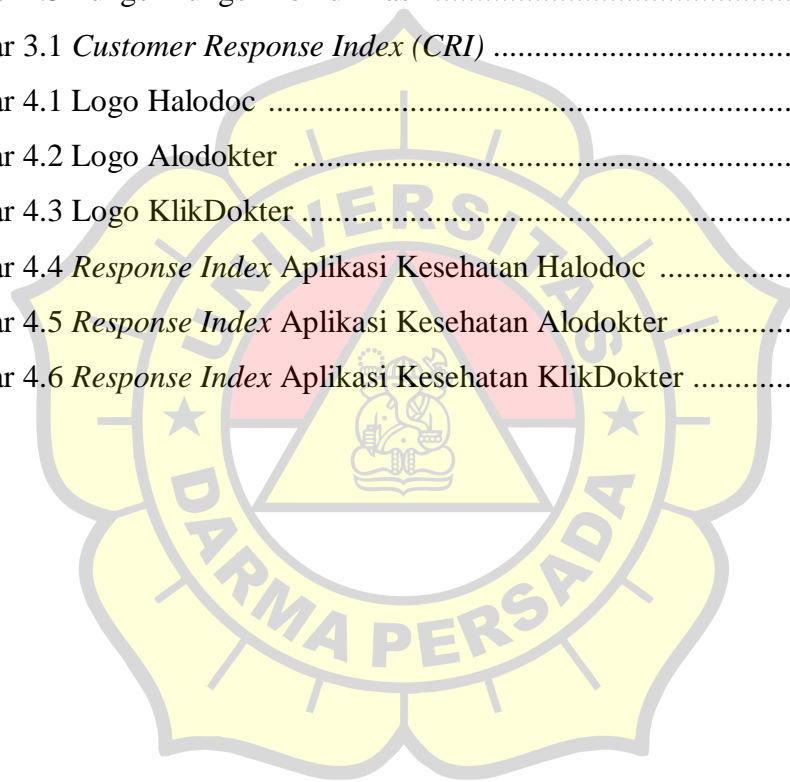 ar 3.1 Customer Response Index (CRI) ................................................
ar 4.1 Logo Halodoc ................................................................
ar 4.2 Logo Alodokter ..............................................................
ar 4.3 Logo KlikDokter .............................................................
ar 4.4 Response Index Aplikasi Kesehatan Halodoc ................
ar 4.5 Response Index Aplikasi Kesehatan Alodokter ..............
ar 4.6 Response Index Aplikasi Kesehatan KlikDokter ............
UNIVERSITAS
DARMA PERSADA